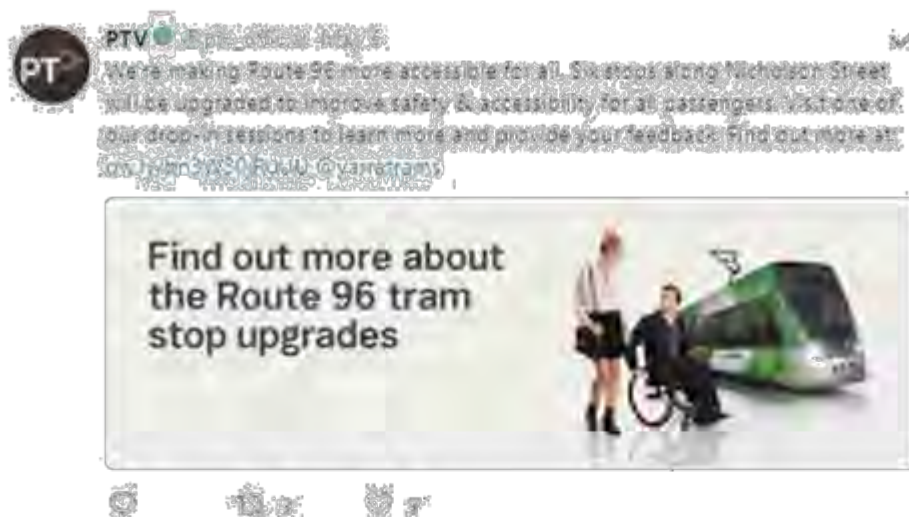 PTV
PT
We're making Route 96 more accessible for all. Six stops along Nicholson Street
will be upgraded to improve safety & accessibility for all passengers. Visit one of
our drop-in sessions to learn more and provide your feedback. Find out more at:
@yarratrams
Find out more about
the Route 96 tram
stop upgrades